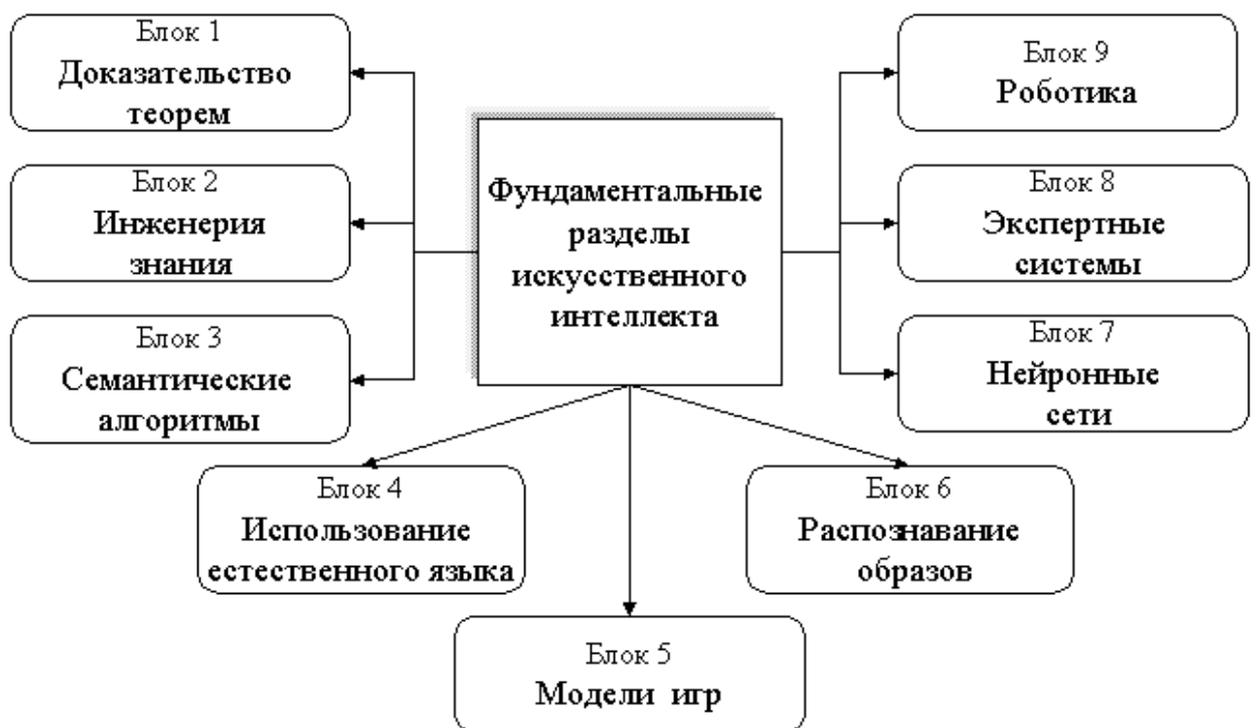 Блок 1
Доказательство
теорем
Блок 2
Инженерия
знания
Блок 3
Семантические
алгоритмы
Фундаментальные
разделы
искусственного
интеллекта
Блок 9
Роботика
Блок 8
Экспертные
системы
Блок 7
Нейронные
сети
Блок 4
Использование
естественного языка
Блок 6
Распознавание
образов
Блок 5
Модели игр